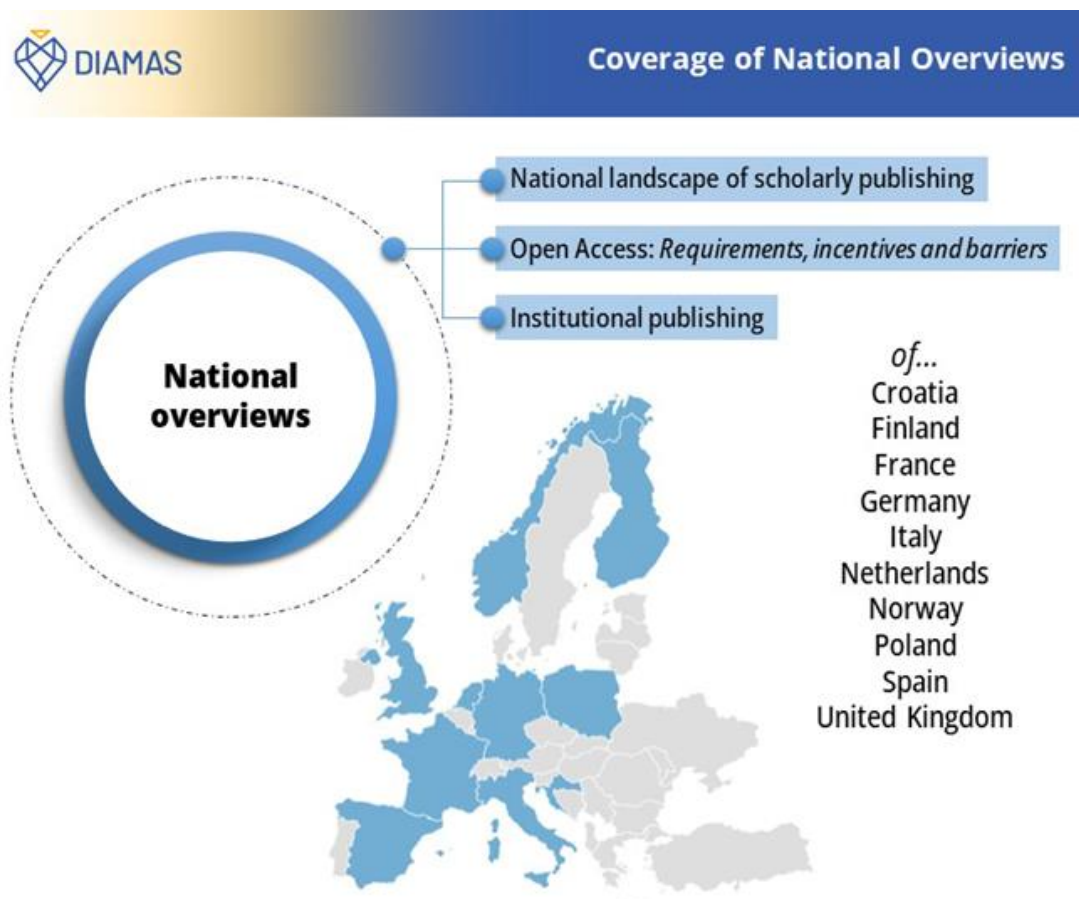 DIAMAS
Coverage of National Overviews
National landscape of scholarly publishing
Open Access: Requirements, incentives and barriers
Institutional publishing
National
overviews
of...
Croatia
Finland
France
Germany
Italy
Netherlands
Norway
Poland
Spain
United Kingdom